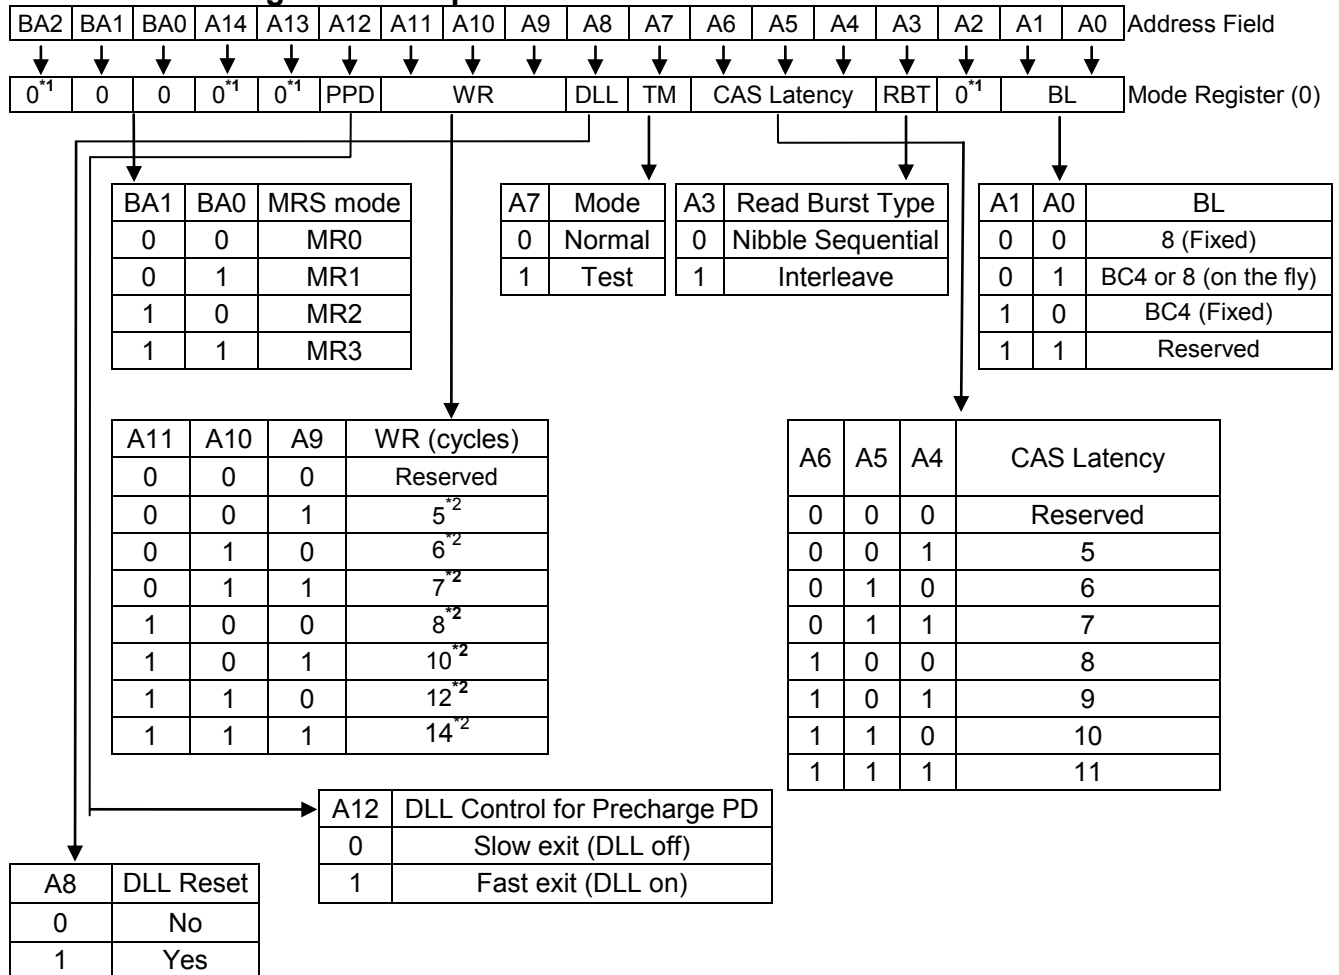 BA2 BA1 BA0 A14 A13 A12 A11 A10 A9 A8 A7 A6 A5 A4 A3 A2 A1 A0 Address Field
0*1 0 0 0*1 0*1 PPD WR DLL TM CAS Latency RBT 0*1 BL Mode Register (0)
BA1 BA0 MRS mode
0 0 MR0
0 1 MR1
1 0 MR2
1 1 MR3
A7 Mode
0 Normal
1 Test
A3 Read Burst Type
0 Nibble Sequential
1 Interleave
A1 A0 BL
0 0 8 (Fixed)
0 1 BC4 or 8 (on the fly)
1 0 BC4 (Fixed)
1 1 Reserved
A11 A10 A9 WR (cycles)
0 0 0 Reserved
0 0 1 5*2
0 1 0 6*2
0 1 1 7*2
1 0 0 8*2
1 0 1 10*2
1 1 0 12*2
1 1 1 14*2
A6 A5 A4 CAS Latency
0 0 0 Reserved
0 0 1 5
0 1 0 6
0 1 1 7
1 0 0 8
1 0 1 9
1 1 0 10
1 1 1 11
A12 DLL Control for Precharge PD
0 Slow exit (DLL off)
1 Fast exit (DLL on)
A8 DLL Reset
0 No
1 Yes